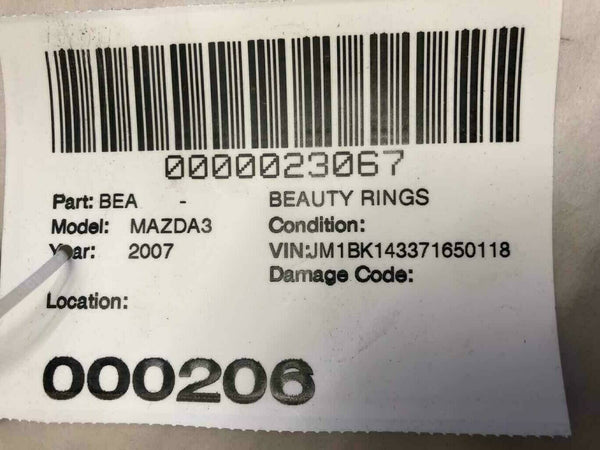 0000023067
Part: BEA - BEAUTY RINGS
Model: MAZDA3 Condition:
Year: 2007 VIN:JM1BK143371650118
Damage Code:
Location:
000206